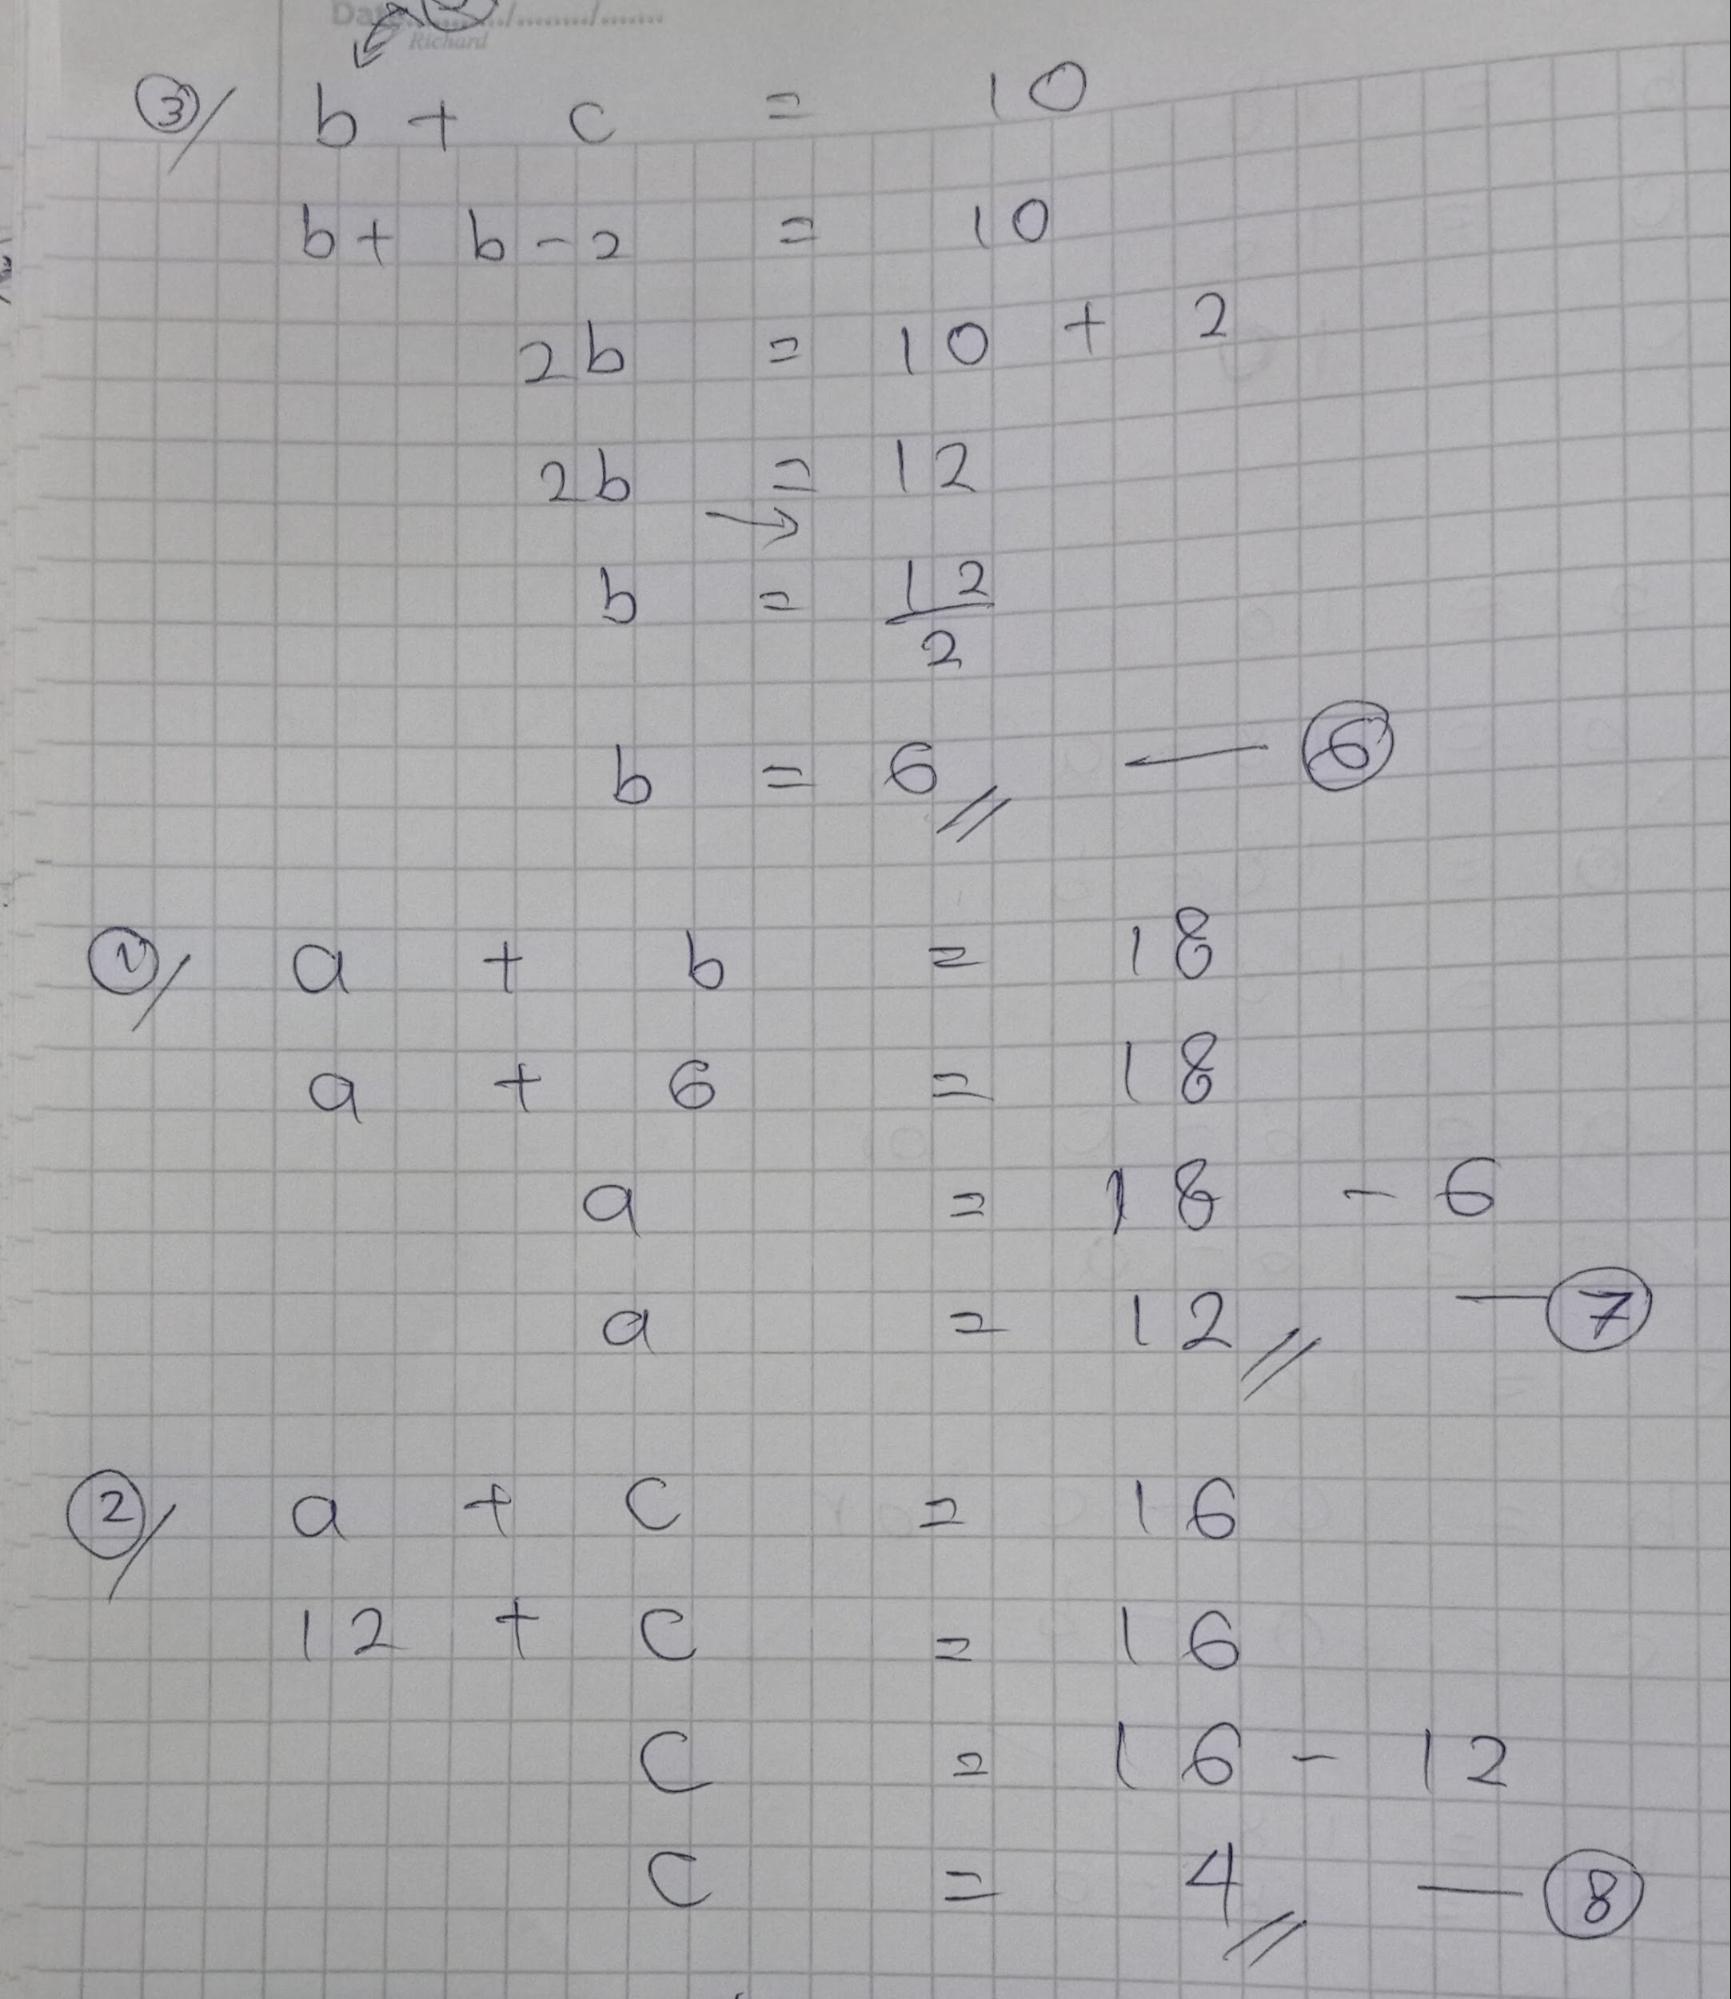 Date ......../......../.......
Richard
③/ b + c = 10
b + b - 2 = 10
2b = 10 + 2
2b = 12
→
b = 12/2
b = 6 // — ⑥
①/ a + b = 18
a + 6 = 18
a = 18 - 6
a = 12 // — ⑦
②/ a + c = 16
12 + c = 16
c = 16 - 12
c = 4 // — ⑧